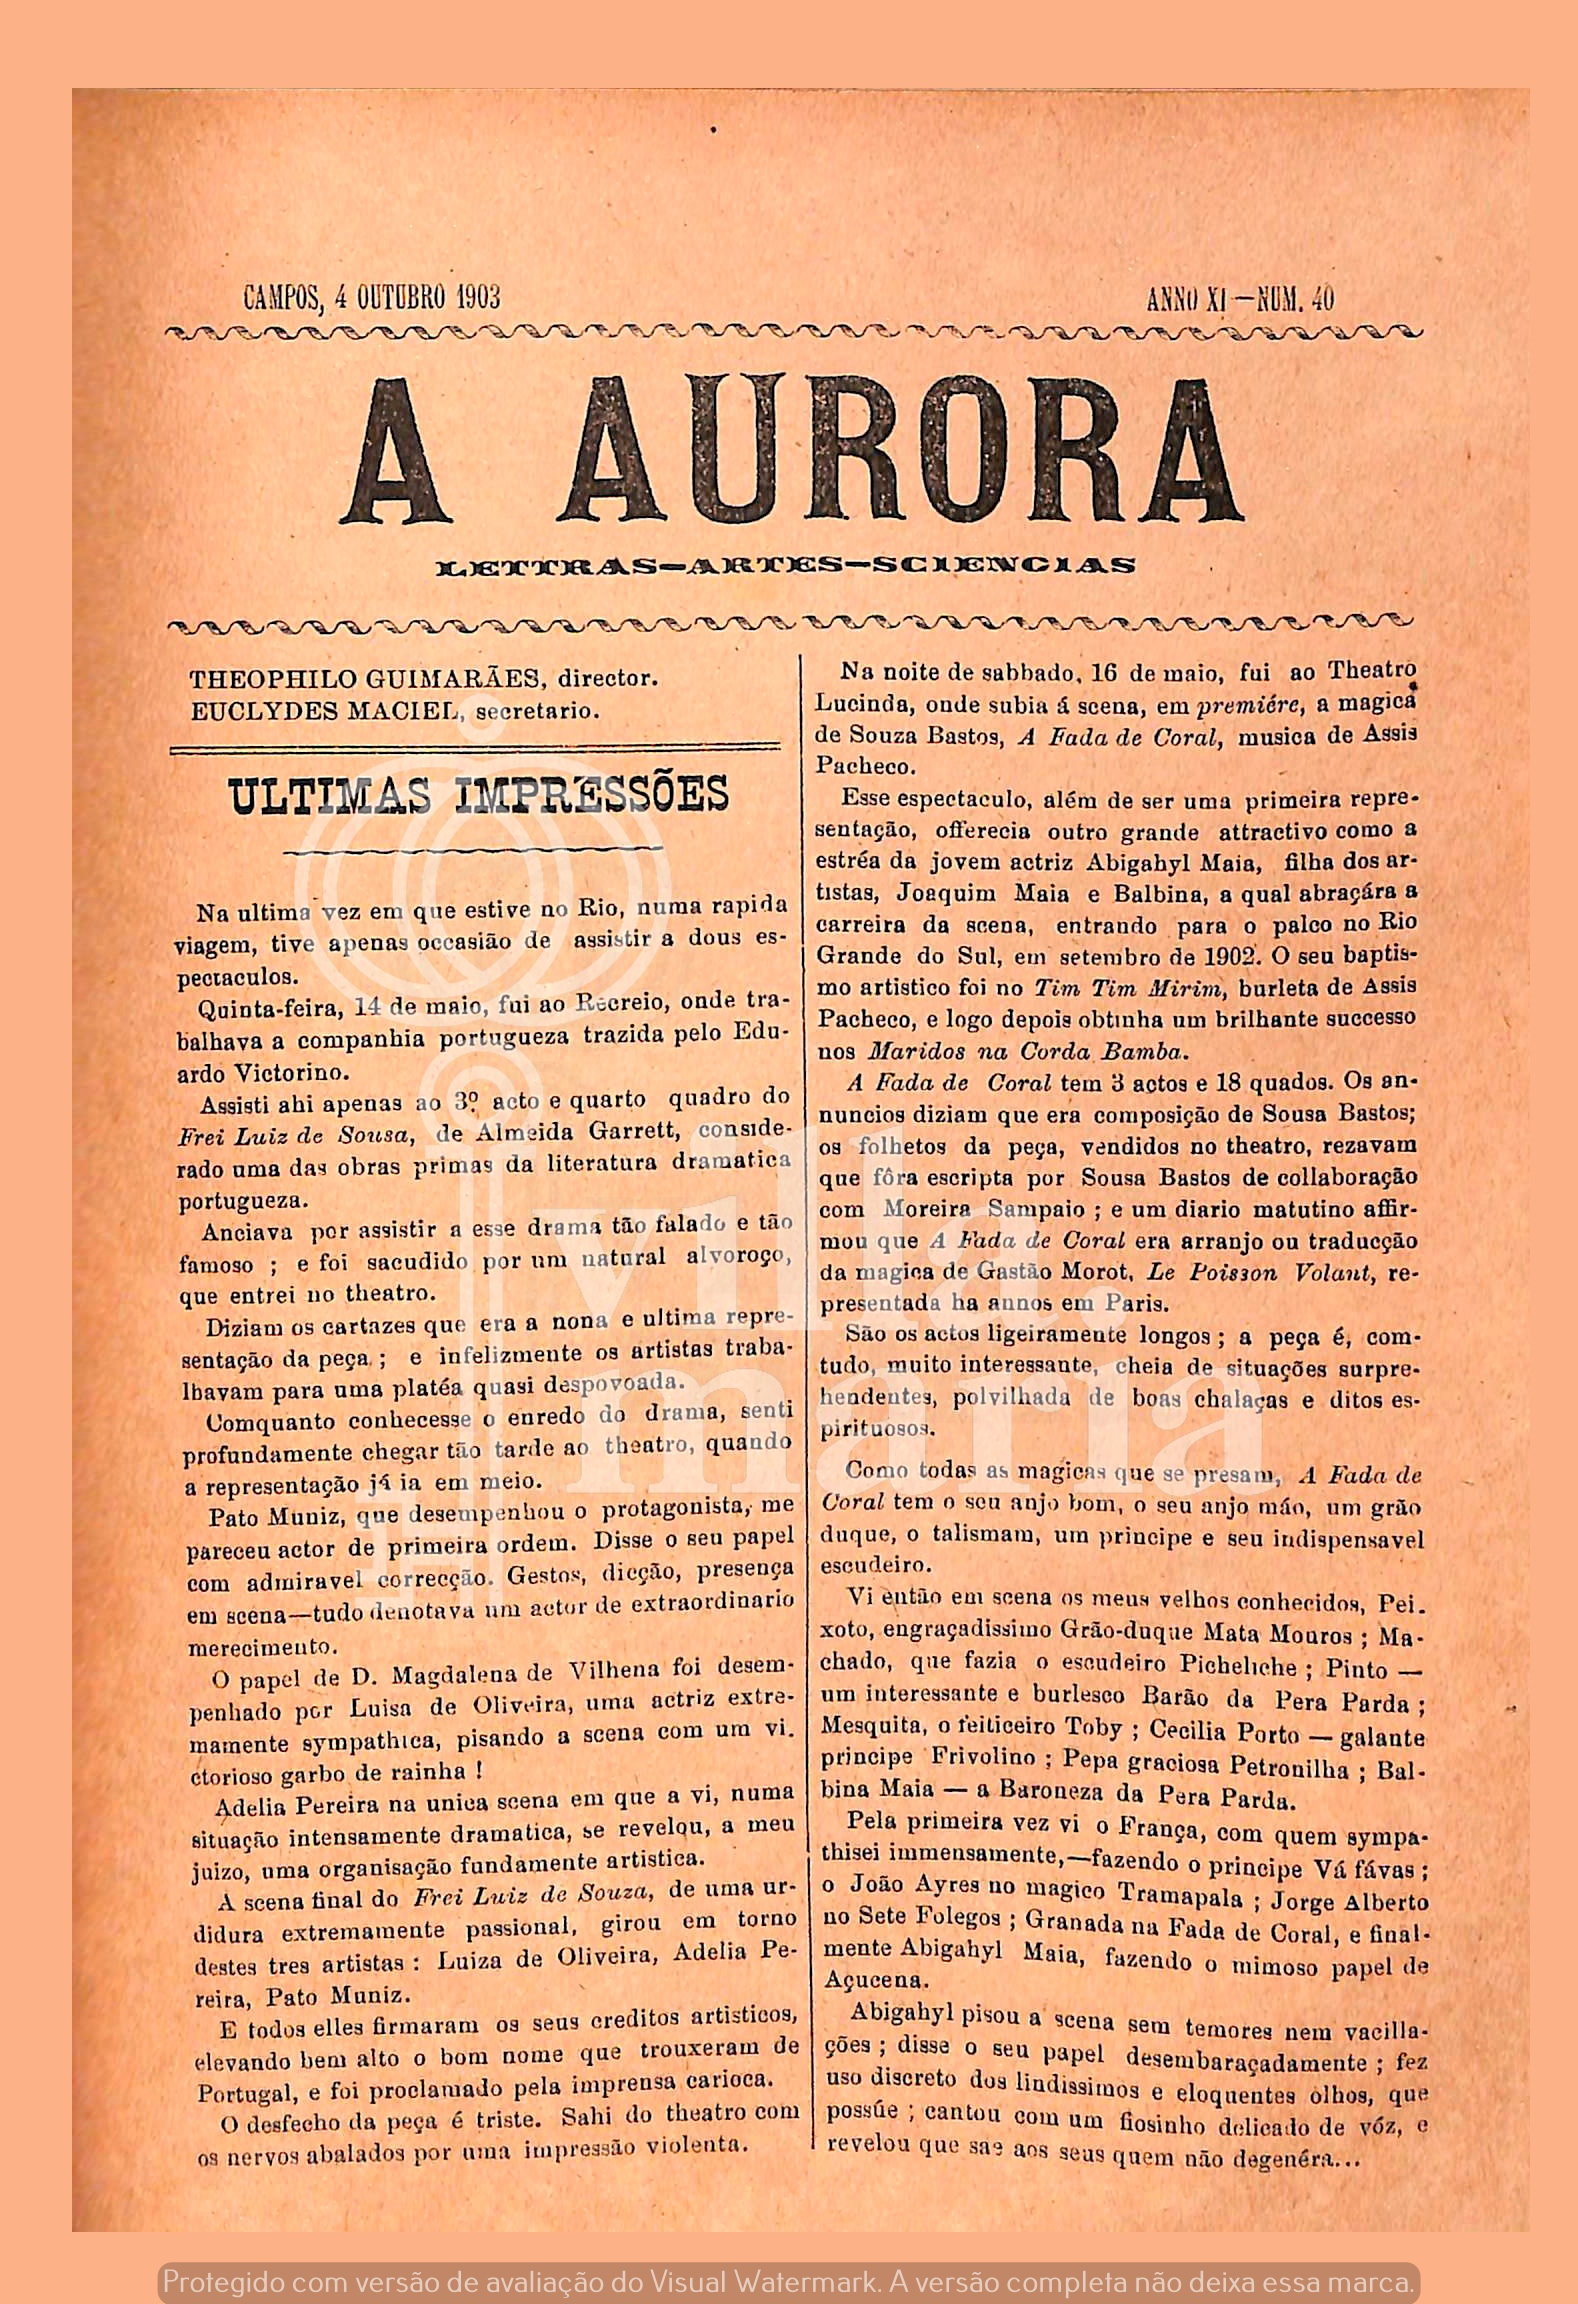 CAMPOS, 4 OUTUBRO 1903
ANNO XI—NUM. 40
A AURORA
LETTRAS—ARTES—SCIENCIAS
THEOPHILO GUIMARÃES, director.
EUCLYDES MACIEL, secretario.
ULTIMAS IMPRESSÕES
Na ultima vez em que estive no Rio, numa rapida
viagem, tive apenas occasião de assistir a dous es-
pectaculos.
Quinta-feira, 14 de maio, fui ao Recreio, onde tra-
balhava a companhia portugueza trazida pelo Edu-
ardo Victorino.
Assisti ahi apenas ao 3º acto e quarto quadro do
Frei Luiz de Sousa, de Almeida Garrett, conside-
rado uma das obras primas da literatura dramatica
portugueza.
Anciava por assistir a esse drama tão falado e tão
famoso ; e foi sacudido por um natural alvoroço,
que entrei no theatro.
Diziam os cartazes que era a nona e ultima repre-
sentação da peça ; e infelizmente os artistas traba-
lhavam para uma platéa quasi despovoada.
Comquanto conhecesse o enredo do drama, senti
profundamente chegar tão tarde ao theatro, quando
a representação já ia em meio.
Pato Muniz, que desempenhou o protagonista, me
pareceu actor de primeira ordem. Disse o seu papel
com admiravel correcção. Gestos, dicção, presença
em scena—tudo denotava um actor de extraordinario
merecimento.
O papel de D. Magdalena de Vilhena foi desem-
penhado por Luisa de Oliveira, uma actriz extre-
mamente sympathica, pisando a scena com um vi.
ctorioso garbo de rainha !
Adelia Pereira na unica scena em que a vi, numa
situação intensamente dramatica, se revelou, a meu
juizo, uma organisação fundamente artistica.
A scena final do Frei Luiz de Souza, de uma ur-
didura extremamente passional, girou em torno
destes tres artistas : Luiza de Oliveira, Adelia Pe-
reira, Pato Muniz.
E todos elles firmaram os seus creditos artisticos,
elevando bem alto o bom nome que trouxeram de
Portugal, e foi proclamado pela imprensa carioca.
O desfecho da peça é triste. Sahi do theatro com
os nervos abalados por uma impressão violenta.
Na noite de sabbado, 16 de maio, fui ao Theatro
Lucinda, onde subia á scena, em premiére, a magica
de Souza Bastos, A Fada de Coral, musica de Assis
Pacheco.
Esse espectaculo, além de ser uma primeira repre-
sentação, offerecia outro grande attractivo como a
estréa da jovem actriz Abigahyl Maia, filha dos ar-
tistas, Joaquim Maia e Balbina, a qual abraçára a
carreira da scena, entrando para o palco no Rio
Grande do Sul, em setembro de 1902. O seu baptis-
mo artistico foi no Tim Tim Mirim, burleta de Assis
Pacheco, e logo depois obtinha um brilhante successo
nos Maridos na Corda Bamba.
A Fada de Coral tem 3 actos e 18 quados. Os an-
nuncios diziam que era composição de Sousa Bastos;
os folhetos da peça, vendidos no theatro, rezavam
que fôra escripta por Sousa Bastos de collaboração
com Moreira Sampaio ; e um diario matutino affir-
mou que A Fada de Coral era arranjo ou traducção
da magica de Gastão Morot, Le Poisson Volant, re-
presentada ha annos em Paris.
São os actos ligeiramente longos ; a peça é, com-
tudo, muito interessante, cheia de situações surpre-
hendentes, polvilhada de boas chalaças e ditos es-
pirituosos.
Como todas as magicas que se presam, A Fada de
Coral tem o seu anjo bom, o seu anjo máo, um grão
duque, o talismam, um principe e seu indispensavel
escudeiro.
Vi então em scena os meus velhos conhecidos, Pei.
xoto, engraçadissimo Grão-duque Mata Mouros ; Ma-
chado, que fazia o escudeiro Picheliche ; Pinto —
um interessante e burlesco Barão da Pera Parda ;
Mesquita, o feiticeiro Toby ; Cecilia Porto — galante
principe Frivolino ; Pepa graciosa Petronilha ; Bal-
bina Maia — a Baroneza da Pera Parda.
Pela primeira vez vi o França, com quem sympa-
thisei immensamente,—fazendo o principe Vá fávas ;
o João Ayres no magico Tramapala ; Jorge Alberto
no Sete Folegos ; Granada na Fada de Coral, e final-
mente Abigahyl Maia, fazendo o mimoso papel de
Açucena.
Abigahyl pisou a scena sem temores nem vacilla-
ções ; disse o seu papel desembaraçadamente ; fez
uso discreto dos lindissimos e eloquentes olhos, que
possúe ; cantou com um fiosinho delicado de vóz, e
revelou que sae aos seus quem não degenéra...
villa.
maria
Protegido com versão de avaliação do Visual Watermark. A versão completa não deixa essa marca.